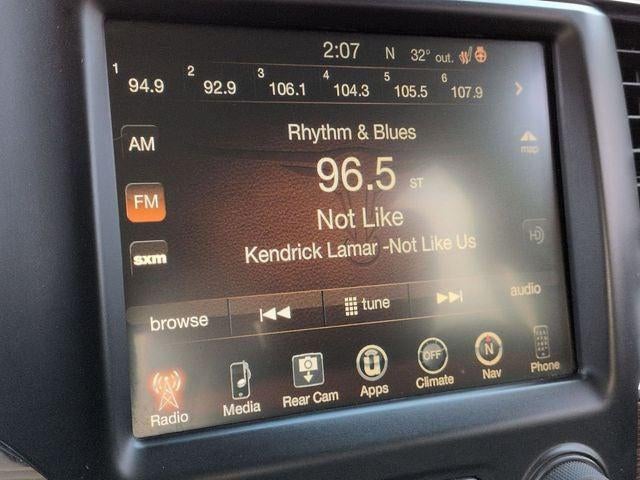 2:07 N 32° out.
1 94.9 2 92.9 3 106.1 4 104.3 5 105.5 6 107.9
Rhythm & Blues
AM
map
96.5 ST
FM
Not Like
HD
Kendrick Lamar -Not Like Us
sxm
browse tune audio
Radio Media Rear Cam Apps OFF Climate N Nav Phone